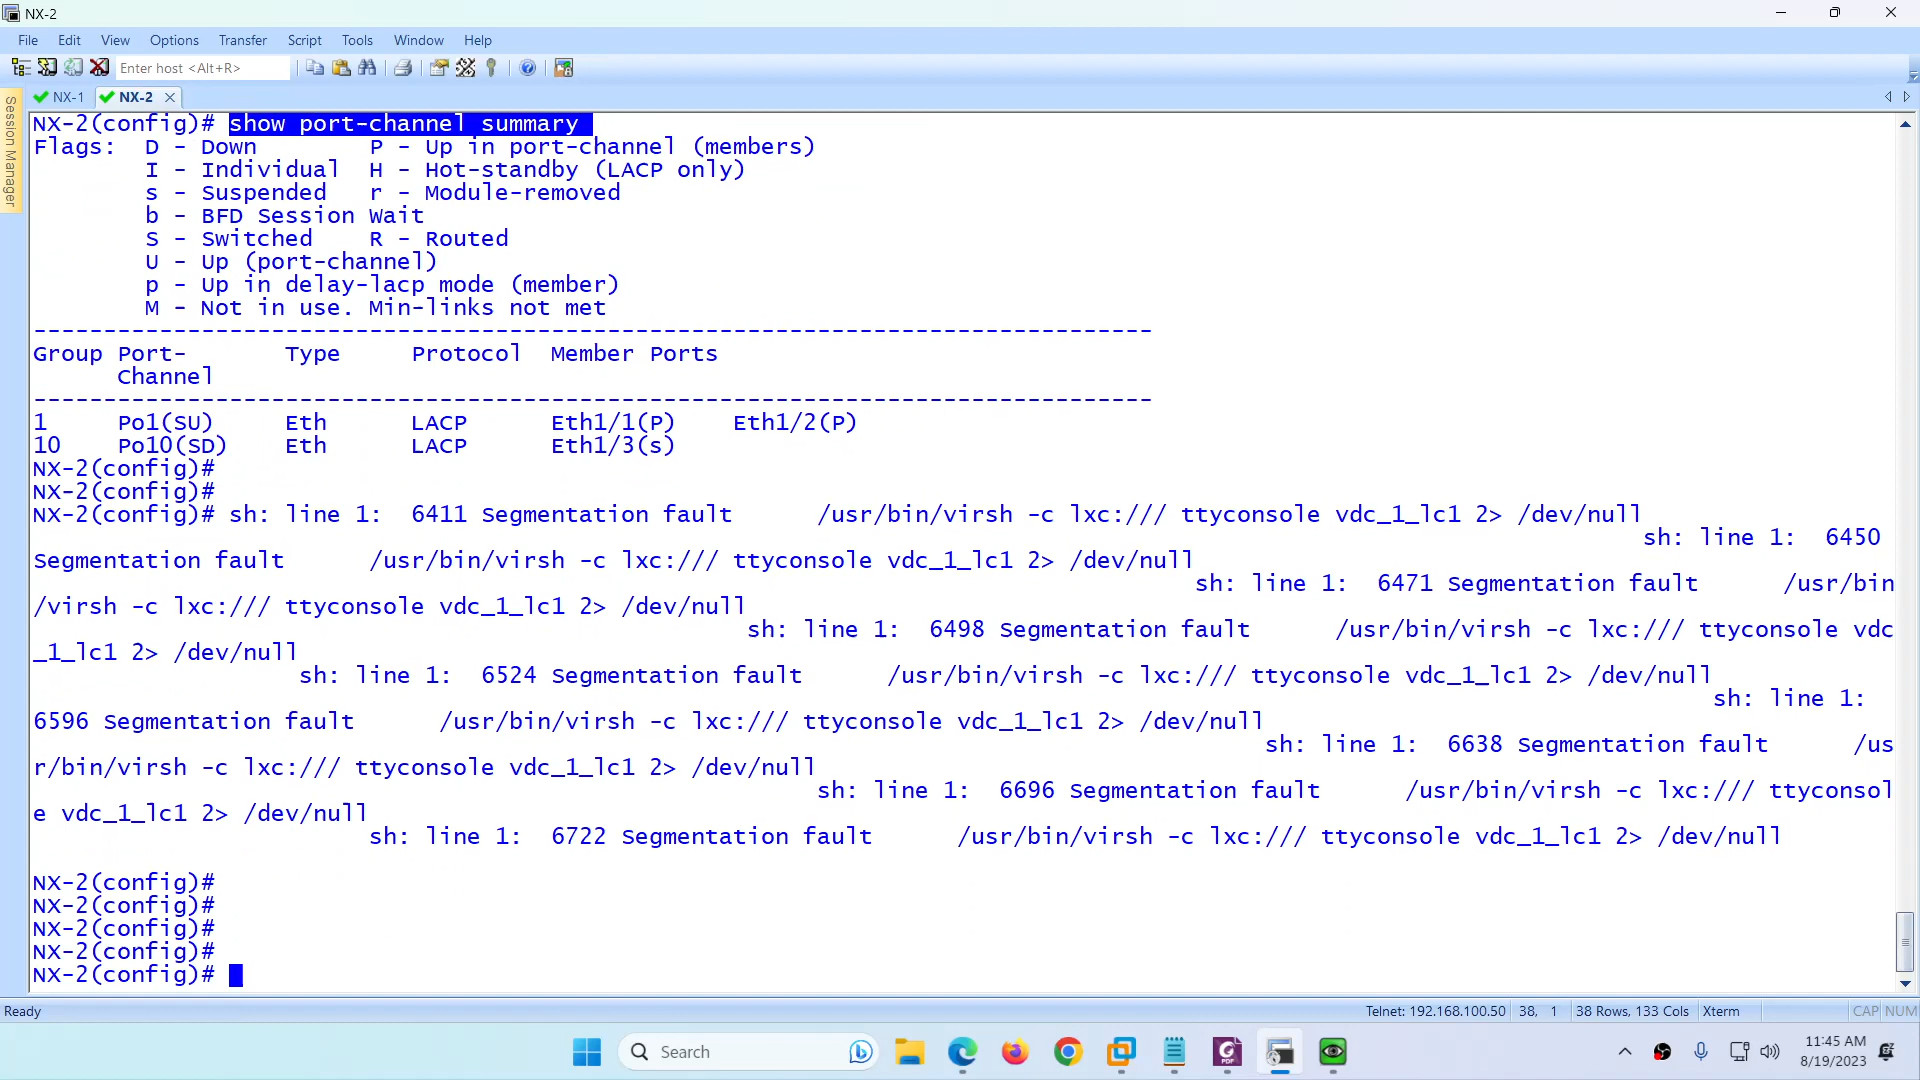 NX-2
File Edit View Options Transfer Script Tools Window Help
Enter host <Alt+R>
Session Manager
NX-1 NX-2
NX-2(config)# show port-channel summary
Flags:  D - Down        P - Up in port-channel (members)
        I - Individual  H - Hot-standby (LACP only)
        s - Suspended   r - Module-removed
        b - BFD Session Wait
        S - Switched    R - Routed
        U - Up (port-channel)
        p - Up in delay-lacp mode (member)
        M - Not in use. Min-links not met
--------------------------------------------------------------------------------
Group Port-       Type     Protocol  Member Ports
      Channel
--------------------------------------------------------------------------------
1     Po1(SU)     Eth      LACP      Eth1/1(P)    Eth1/2(P)
10    Po10(SD)    Eth      LACP      Eth1/3(s)
NX-2(config)#
NX-2(config)#
NX-2(config)# sh: line 1:  6411 Segmentation fault      /usr/bin/virsh -c lxc:/// ttyconsole vdc_1_lc1 2> /dev/null
sh: line 1:  6450
Segmentation fault      /usr/bin/virsh -c lxc:/// ttyconsole vdc_1_lc1 2> /dev/null
sh: line 1:  6471 Segmentation fault      /usr/bin
/virsh -c lxc:/// ttyconsole vdc_1_lc1 2> /dev/null
sh: line 1:  6498 Segmentation fault      /usr/bin/virsh -c lxc:/// ttyconsole vdc
_1_lc1 2> /dev/null
sh: line 1:  6524 Segmentation fault      /usr/bin/virsh -c lxc:/// ttyconsole vdc_1_lc1 2> /dev/null
sh: line 1:
6596 Segmentation fault      /usr/bin/virsh -c lxc:/// ttyconsole vdc_1_lc1 2> /dev/null
sh: line 1:  6638 Segmentation fault      /us
r/bin/virsh -c lxc:/// ttyconsole vdc_1_lc1 2> /dev/null
sh: line 1:  6696 Segmentation fault      /usr/bin/virsh -c lxc:/// ttyconsol
e vdc_1_lc1 2> /dev/null
sh: line 1:  6722 Segmentation fault      /usr/bin/virsh -c lxc:/// ttyconsole vdc_1_lc1 2> /dev/null
NX-2(config)#
NX-2(config)#
NX-2(config)#
NX-2(config)#
NX-2(config)#
Ready Telnet: 192.168.100.50 38, 1 38 Rows, 133 Cols Xterm CAP NUM
Search
PDF
11:45 AM
8/19/2023